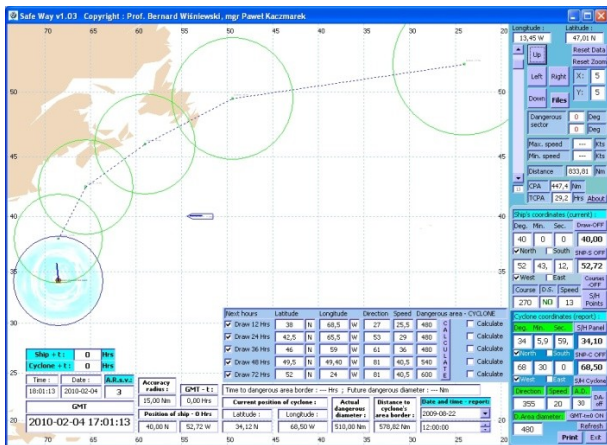 Safe Way v1.03 Copyright : Prof. Bernard Wiśniewski, mgr Paweł Kaczmarek
70 65 60 55 50 45 40 35 30 25 20
50
45
40
35
30
25
20
Longitude : Latitude :
13,45 W 47,01 N
Up Reset Data
Reset Zoom
Left Right X: 5
Down Files Y: 5
Dangerous sector 0 Deg
0 Deg
Max. speed --- Kts
Min. speed --- Kts
Distance 833,81 Nm
CPA 447,4 Nm
TCPA 29,2 Hrs About
Ship's coordinates (current) :
Deg. Min. Sec. Draw-OFF
40 0 0 40,00
North South SHP-S OFF
52 43, 12, 52,72
West East Courses -OFF
Course D.S. Speed
270 NO 13 S/H Points
Cyclone coordinates (report) :
Deg. Min. Sec. S/H Panel
34 5,9 59, 34,10
North South SHP-C OFF
68 30 0 68,50
West East S/H Cyclone
Direction Speed A.D. DA-off
355 20 30
D.Area diameter: GMT-t=0 ON
480 Refresh
Print Exit
Next hours Latitude Longitude Direction Speed Dangerous area - CYCLONE
Draw 12 Hrs 38 N 68,5 W 27 25,5 480 Calculate
Draw 24 Hrs 42,5 N 65,5 W 53 29 480 Calculate
Draw 36 Hrs 46 N 59 W 61 36 480 Calculate
Draw 48 Hrs 49,5 N 49,40 W 81 40,5 540 Calculate
Draw 72 Hrs 52,2 N 24 W 81 40,5 600 Calculate
CALCULATE
Ship + t : 0 Hrs
Cyclone + t : 0 Hrs
Time : Date : A.R.s.v.:
18:01:13 2010-02-04 3
GMT
2010-02-04 17:01:13
Accuracy radius : GMT - t :
15,00 Nm 0,00 Hrs
Position of ship - 0 Hrs
40,00 N 52,72 W
Time to dangerous area border : --- Hrs ; Future dangerous diameter : --- Nm
Current position of cyclone : Actual dangerous diameter : Distance to cyclone's area border : Date and time - report:
Latitude : Longitude : 2009-08-22
34,12 N 68,50 W 510,00 Nm 570,82 Nm 12:00:00